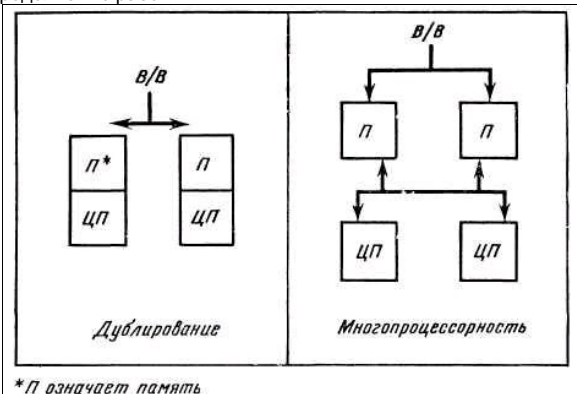 В/В
П*
П
ЦП
ЦП
Дублирование
В/В
П
П
ЦП
ЦП
Многопроцессорность
*П означает память